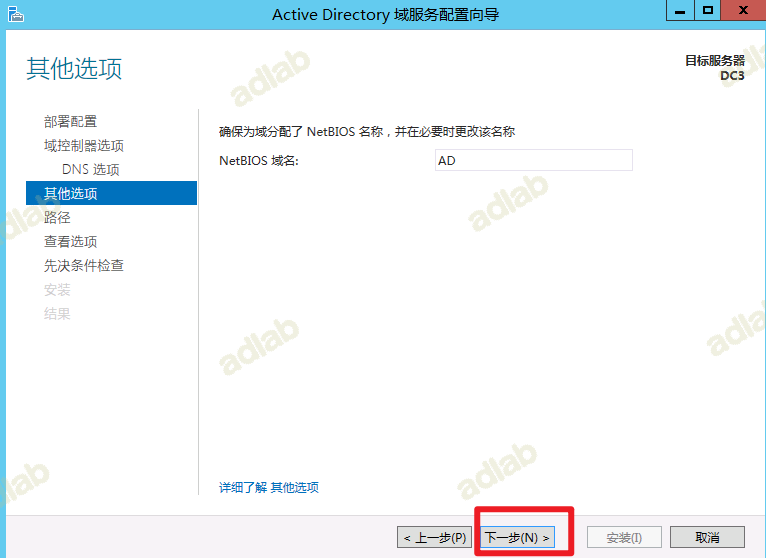 Active Directory 域服务配置向导
其他选项
目标服务器
DC3
部署配置
域控制器选项
DNS 选项
其他选项
路径
查看选项
先决条件检查
安装
结果
确保为域分配了 NetBIOS 名称，并在必要时更改该名称
NetBIOS 域名: AD
详细了解 其他选项
< 上一步(P) 下一步(N) > 安装(I) 取消
adlab
adlab
adlab
adlab
adlab
adlab
adlab
adlab